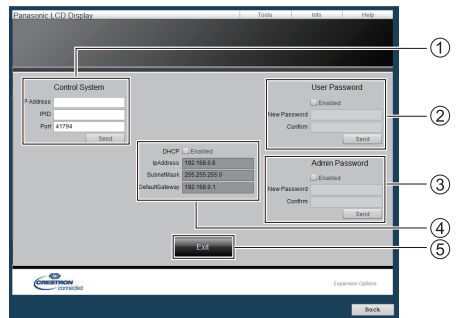 Panasonic LCD Display Tools Info Help
①
Control System
IP Address
IPID
Port 41794
Send
User Password
Enabled
New Password
Confirm
Send
②
DHCP Enabled
IpAddress 192.168.0.8
SubnetMask 255.255.255.0
DefaultGateway 192.168.0.1
Admin Password
Enabled
New Password
Confirm
Send
③
④
Exit
⑤
CRESTRON
connected
Expansion Options
Back